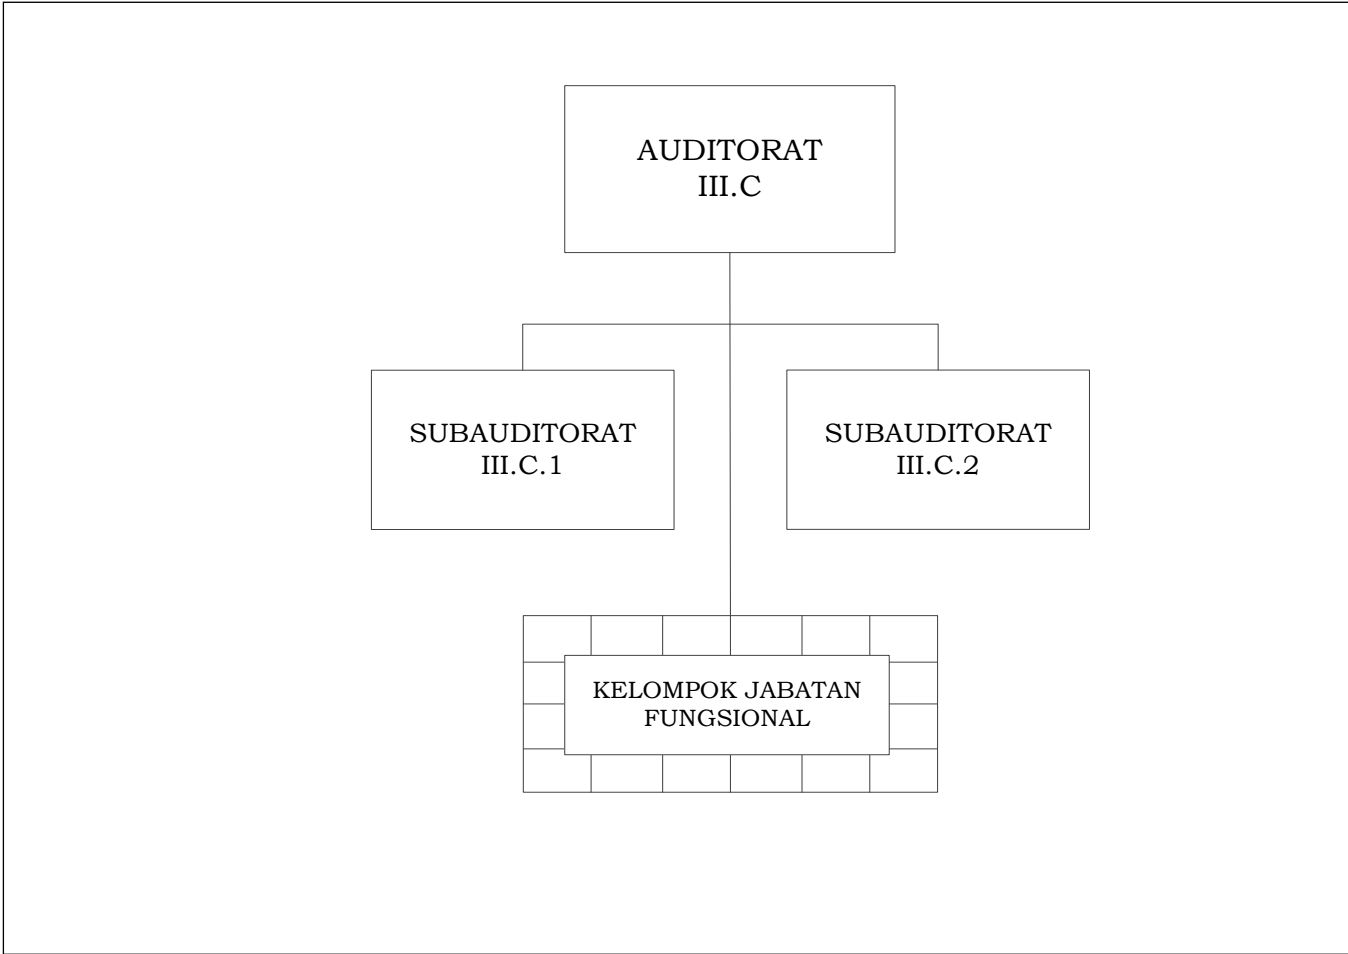 AUDITORAT
III.C
SUBAUDITORAT
III.C.1
SUBAUDITORAT
III.C.2
KELOMPOK JABATAN
FUNGSIONAL